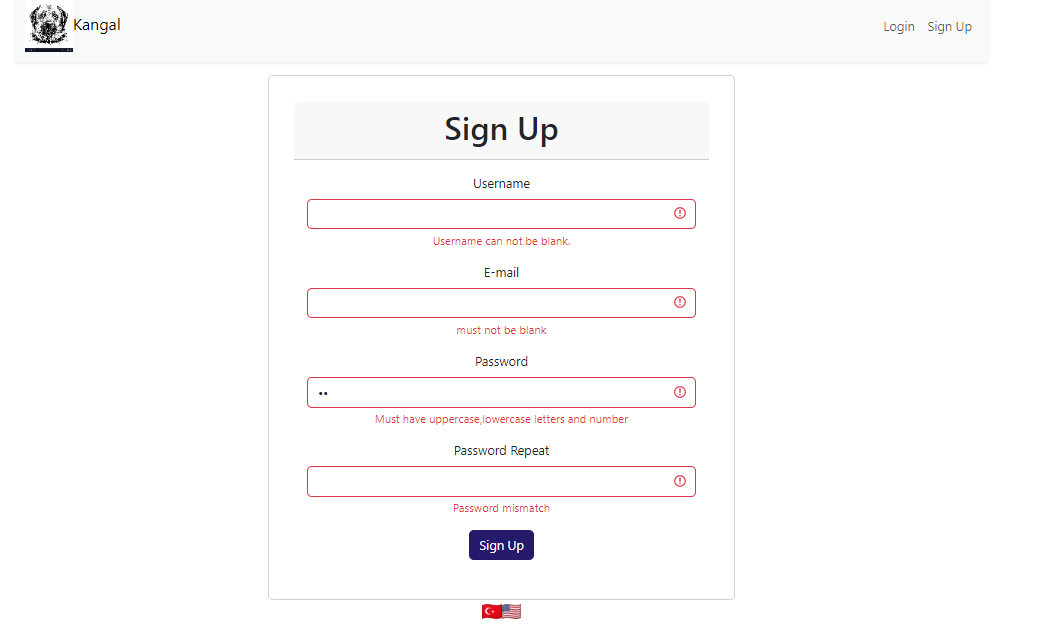 Kangal
Login Sign Up
Sign Up
Username
Username can not be blank.
E-mail
must not be blank
Password
••
Must have uppercase,lowercase letters and number
Password Repeat
Password mismatch
Sign Up